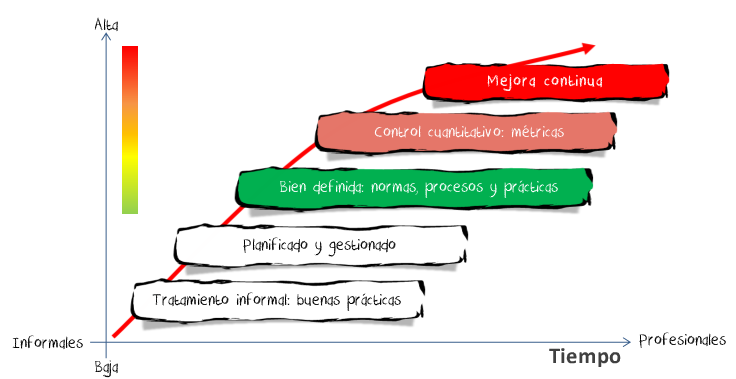 Alta
Mejora continua
Control cuantitativo: métricas
Bien definida: normas, procesos y prácticas
Planificado y gestionado
Tratamiento informal: buenas prácticas
Informales
Profesionales
Tiempo
Baja